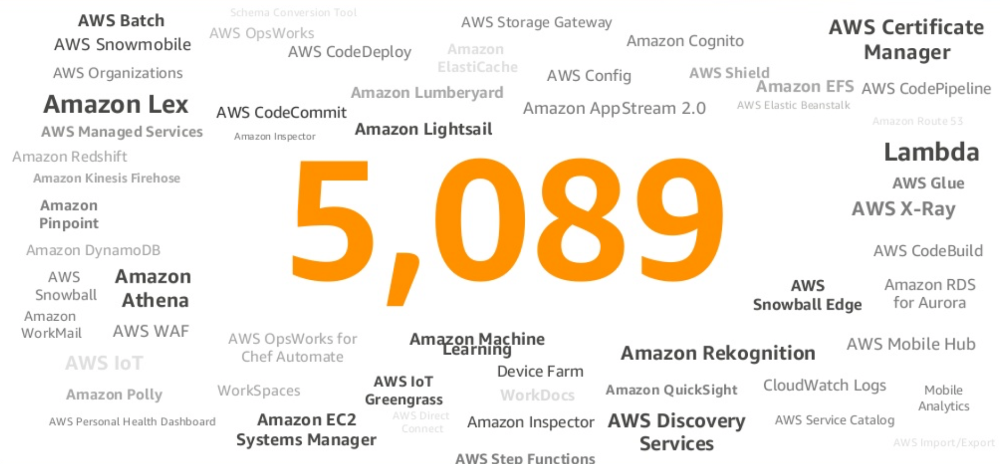 Schema Conversion Tool
AWS Batch
AWS Storage Gateway
AWS Certificate
Manager
AWS OpsWorks
AWS Snowmobile
Amazon Cognito
AWS CodeDeploy
Amazon
ElastiCache
AWS Organizations
AWS Config
AWS Shield
Amazon EFS
AWS CodePipeline
Amazon Lumberyard
Amazon Lex
AWS CodeCommit
Amazon AppStream 2.0
AWS Elastic Beanstalk
Amazon Route 53
AWS Managed Services
Amazon Inspector
Amazon Lightsail
Amazon Redshift
Lambda
Amazon Kinesis Firehose
AWS Glue
Amazon
Pinpoint
5,089
AWS X-Ray
Amazon DynamoDB
AWS CodeBuild
AWS
Snowball
Amazon
Athena
AWS
Snowball Edge
Amazon RDS
for Aurora
Amazon
WorkMail
AWS WAF
AWS OpsWorks for
Chef Automate
Amazon Machine
Learning
Amazon Rekognition
AWS Mobile Hub
AWS IoT
Device Farm
AWS IoT
Greengrass
Amazon Polly
WorkSpaces
WorkDocs
Amazon QuickSight
CloudWatch Logs
Mobile
Analytics
AWS Personal Health Dashboard
Amazon EC2
Systems Manager
AWS Direct
Connect
Amazon Inspector
AWS Discovery
Services
AWS Service Catalog
AWS Import/Export
AWS Step Functions